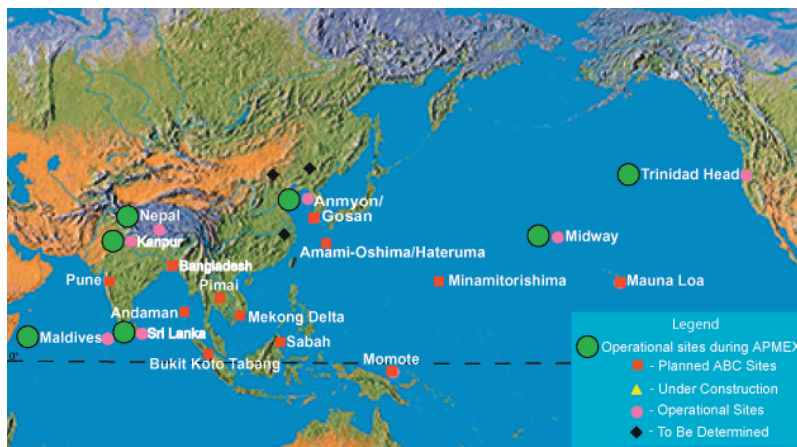 Trinidad Head
Anmyon/
Gosan
Nepal
Kanpur
Midway
Amami-Oshima/Hateruma
Bangladesh
Pune
Pimai
Minamitorishima
Mauna Loa
Andaman
Mekong Delta
Maldives
Sri Lanka
Sabah
0°
Bukit Koto Tabang
Momote
Legend
Operational sites during APMEX
- Planned ABC Sites
- Under Construction
- Operational Sites
- To Be Determined